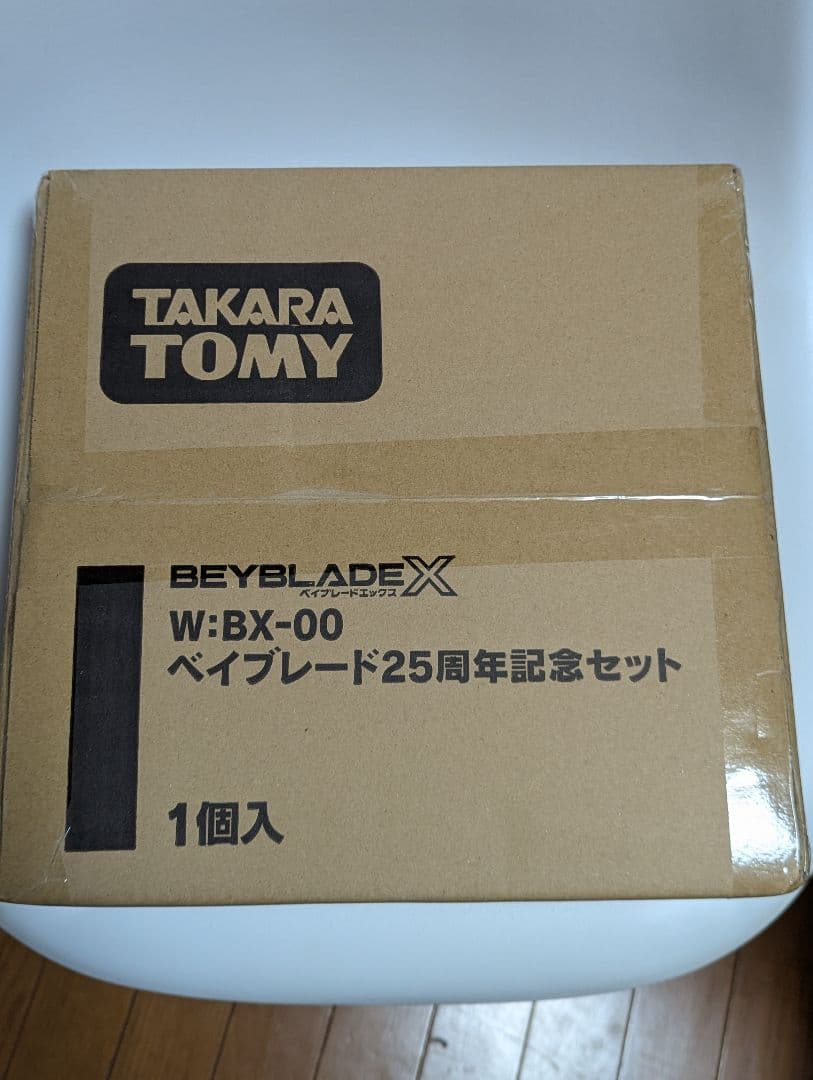 TAKARA
TOMY
BEYBLADE X
ベイブレードエックス
W:BX-00
ベイブレード25周年記念セット
1個入